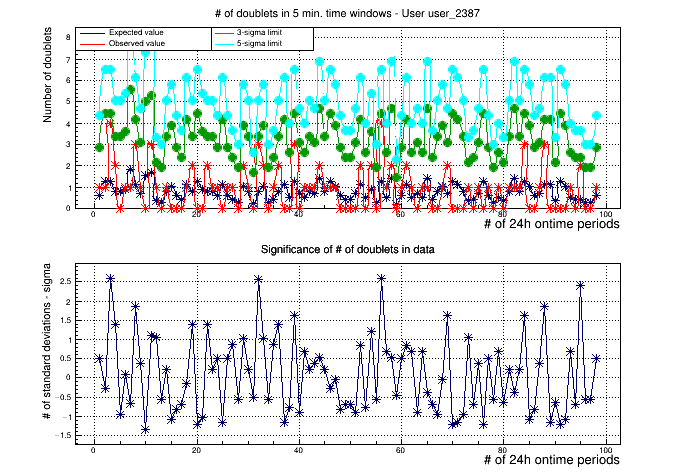 # of doublets in 5 min. time windows - User user_2387
Number of doublets
Expected value
3-sigma limit
Observed value
5-sigma limit
8
7
6
5
4
3
2
1
0
0 20 40 60 80 100
# of 24h ontime periods
Significance of # of doublets in data
# of standard deviations - sigma
2.5
2
1.5
1
0.5
0
-0.5
-1
-1.5
0 20 40 60 80 100
# of 24h ontime periods